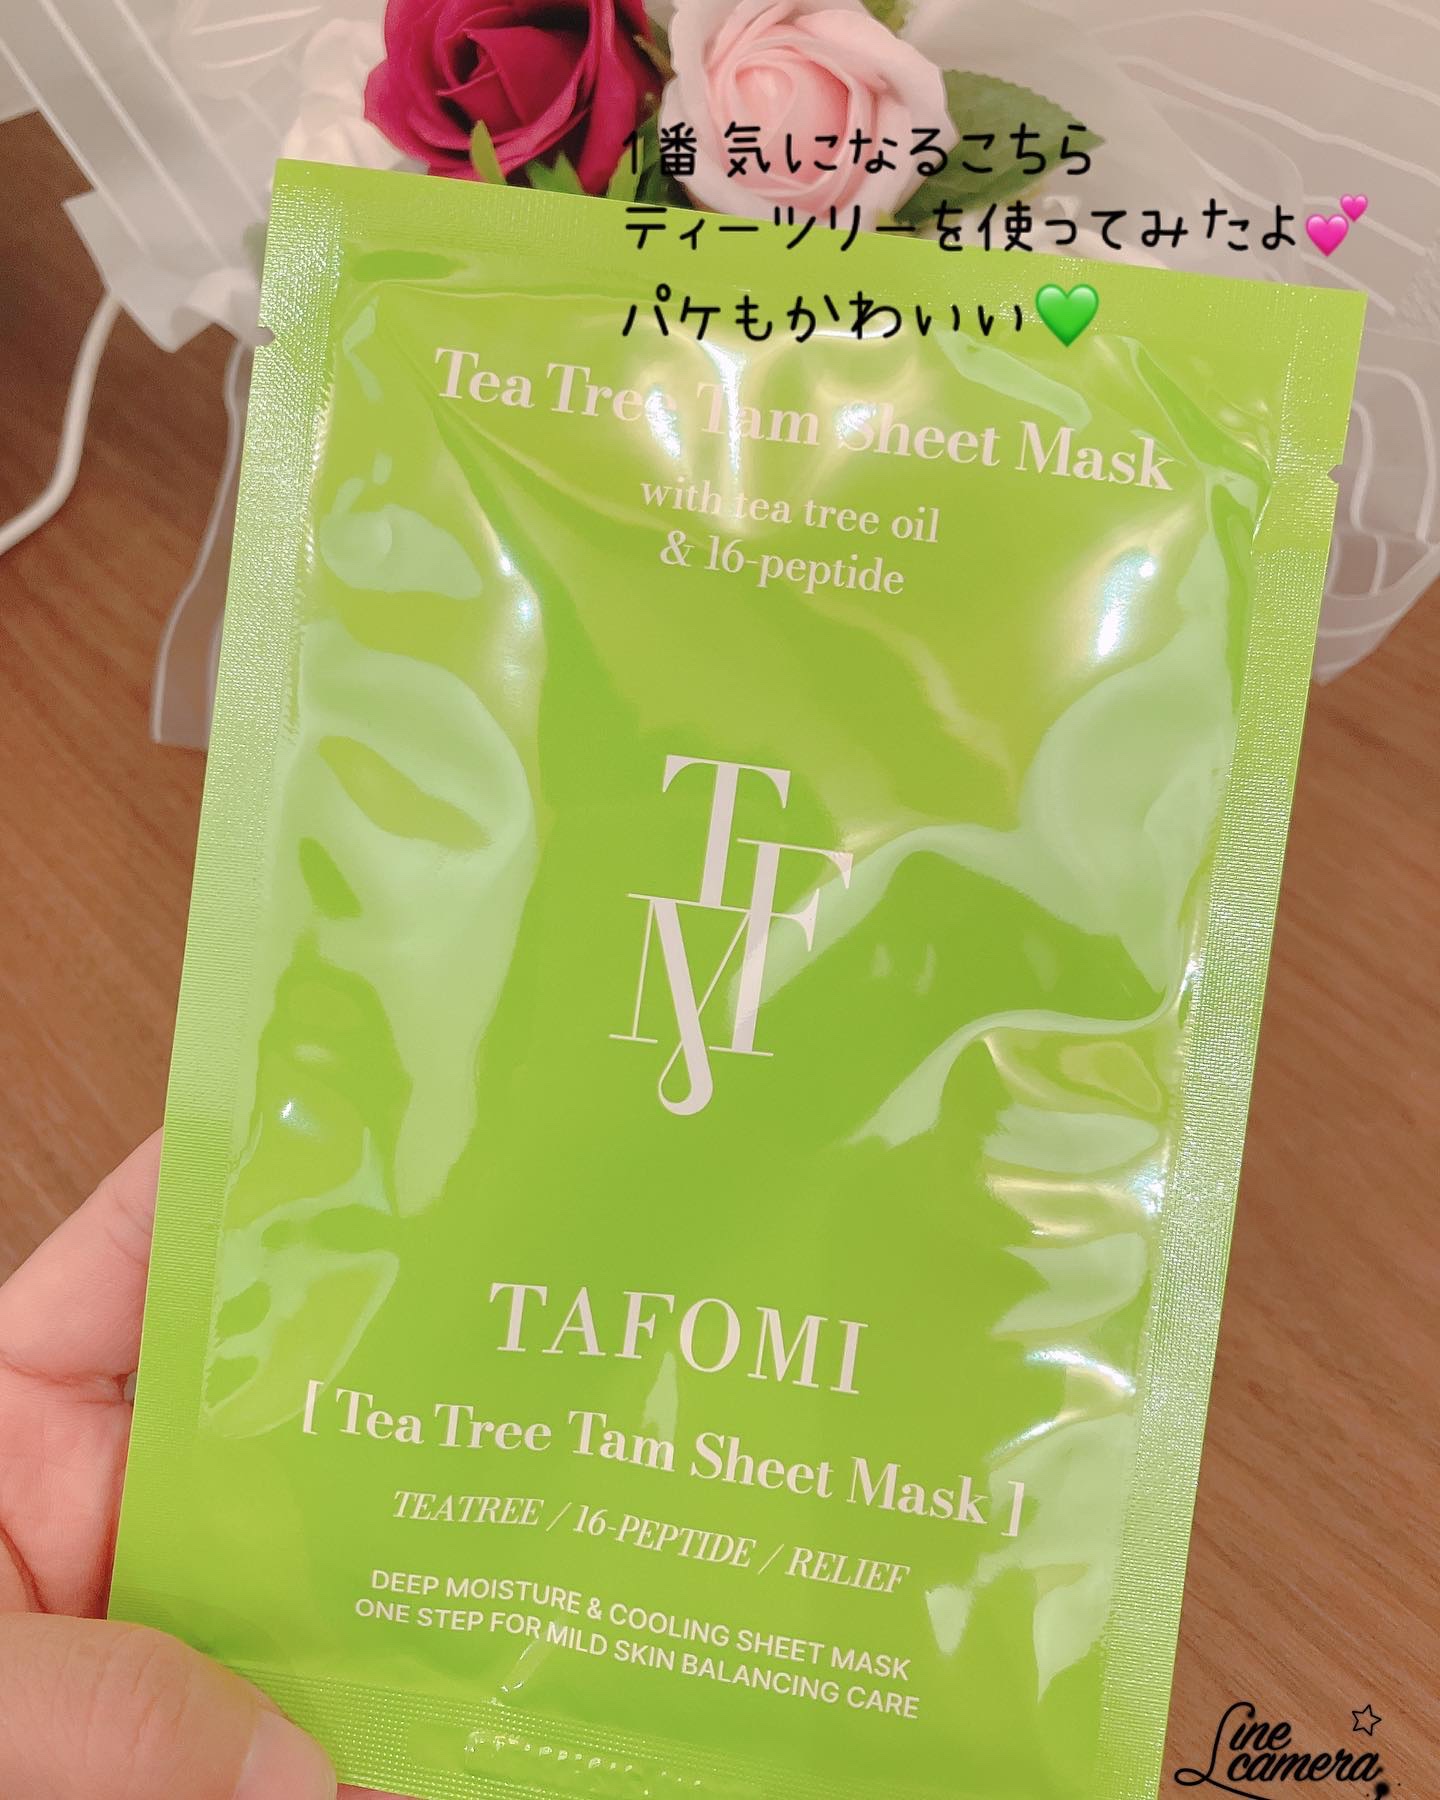 1番 気になるこちら
ティーツリーを使ってみたよ💕
パケもかわいい💚
Tea Tree Tam Sheet Mask
with tea tree oil
& 16-peptide
TFM
TAFOMI
[ Tea Tree Tam Sheet Mask ]
TEATREE / 16-PEPTIDE / RELIEF
DEEP MOISTURE & COOLING SHEET MASK
ONE STEP FOR MILD SKIN BALANCING CARE
Line
camera